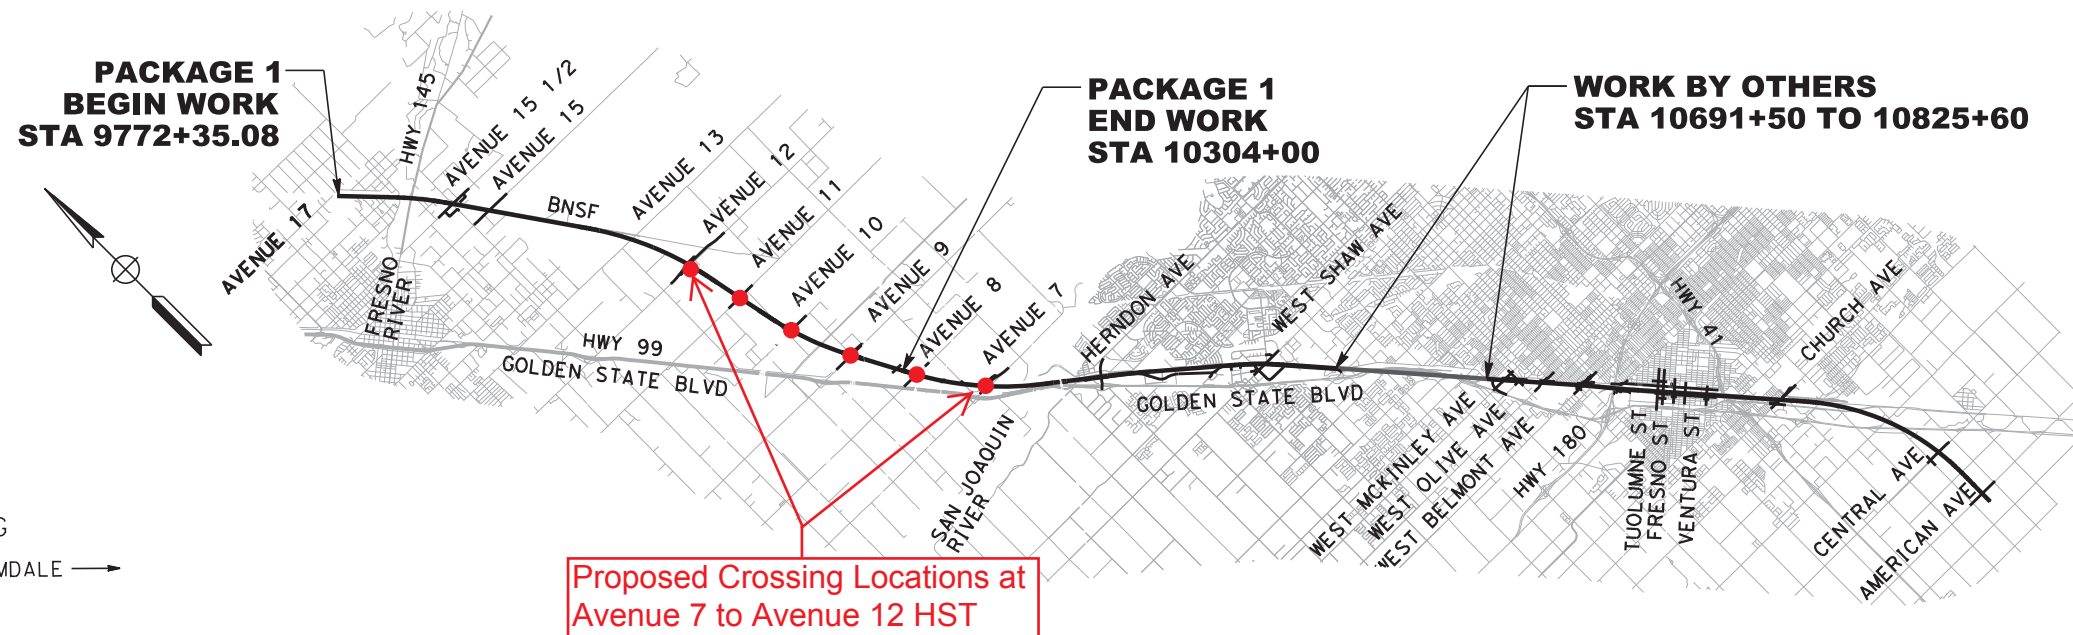 PACKAGE 1
BEGIN WORK
STA 9772+35.08
HWY 145
AVENUE 15 1/2
AVENUE 15
AVENUE 17
FRESNO
RIVER
BNSF
AVENUE 13
AVENUE 12
AVENUE 11
AVENUE 10
AVENUE 9
AVENUE 8
AVENUE 7
HWY 99
GOLDEN STATE BLVD
PACKAGE 1
END WORK
STA 10304+00
WORK BY OTHERS
STA 10691+50 TO 10825+60
HERNDON AVE
WEST SHAW AVE
GOLDEN STATE BLVD
SAN JOAQUIN
RIVER
WEST MCKINLEY AVE
WEST OLIVE AVE
WEST BELMONT AVE
HWY 180
TUOLUMNE ST
FRESNO ST
VENTURA ST
HWY 41
CHURCH AVE
CENTRAL AVE
AMERICAN AVE
G
MDALE
Proposed Crossing Locations at
Avenue 7 to Avenue 12 HST